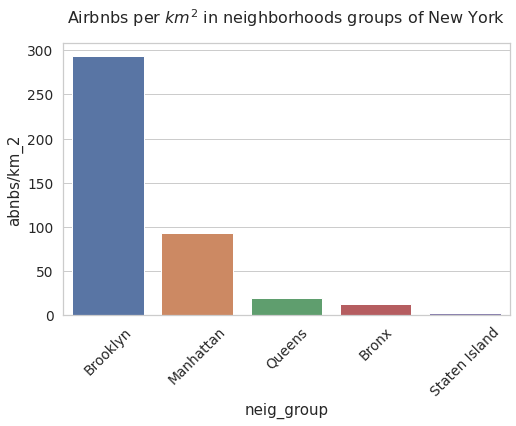 Airbnbs per km² in neighborhoods groups of New York
300
250
200
150
100
50
0
abnbs/km_2
Brooklyn
Manhattan
Queens
Bronx
Staten Island
neig_group